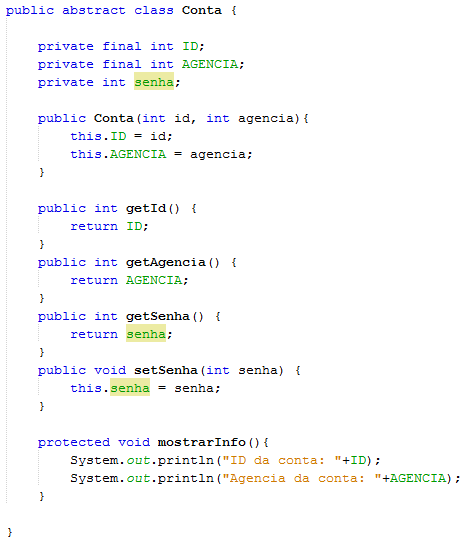 public abstract class Conta {
private final int ID;
private final int AGENCIA;
private int senha;
public Conta(int id, int agencia){
this.ID = id;
this.AGENCIA = agencia;
}
public int getId() {
return ID;
}
public int getAgencia() {
return AGENCIA;
}
public int getSenha() {
return senha;
}
public void setSenha(int senha) {
this.senha = senha;
}
protected void mostrarInfo(){
System.out.println("ID da conta: "+ID);
System.out.println("Agencia da conta: "+AGENCIA);
}
}